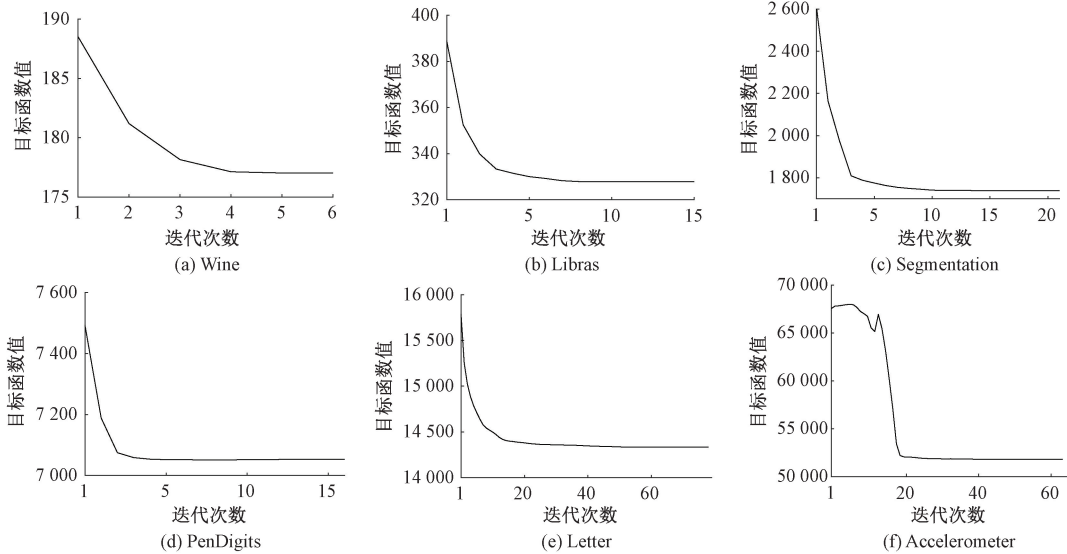 190
185
180
175
1 2 3 4 5 6
目标函数值
迭代次数
(a) Wine
400
380
360
340
320
1 5 10 15
目标函数值
迭代次数
(b) Libras
2 600
2 400
2 200
2 000
1 800
1 5 10 15 20
目标函数值
迭代次数
(c) Segmentation
7 600
7 400
7 200
7 000
1 5 10 15
目标函数值
迭代次数
(d) PenDigits
16 000
15 500
15 000
14 500
14 000
1 20 40 60
目标函数值
迭代次数
(e) Letter
70 000
65 000
60 000
55 000
50 000
1 20 40 60
目标函数值
迭代次数
(f) Accelerometer